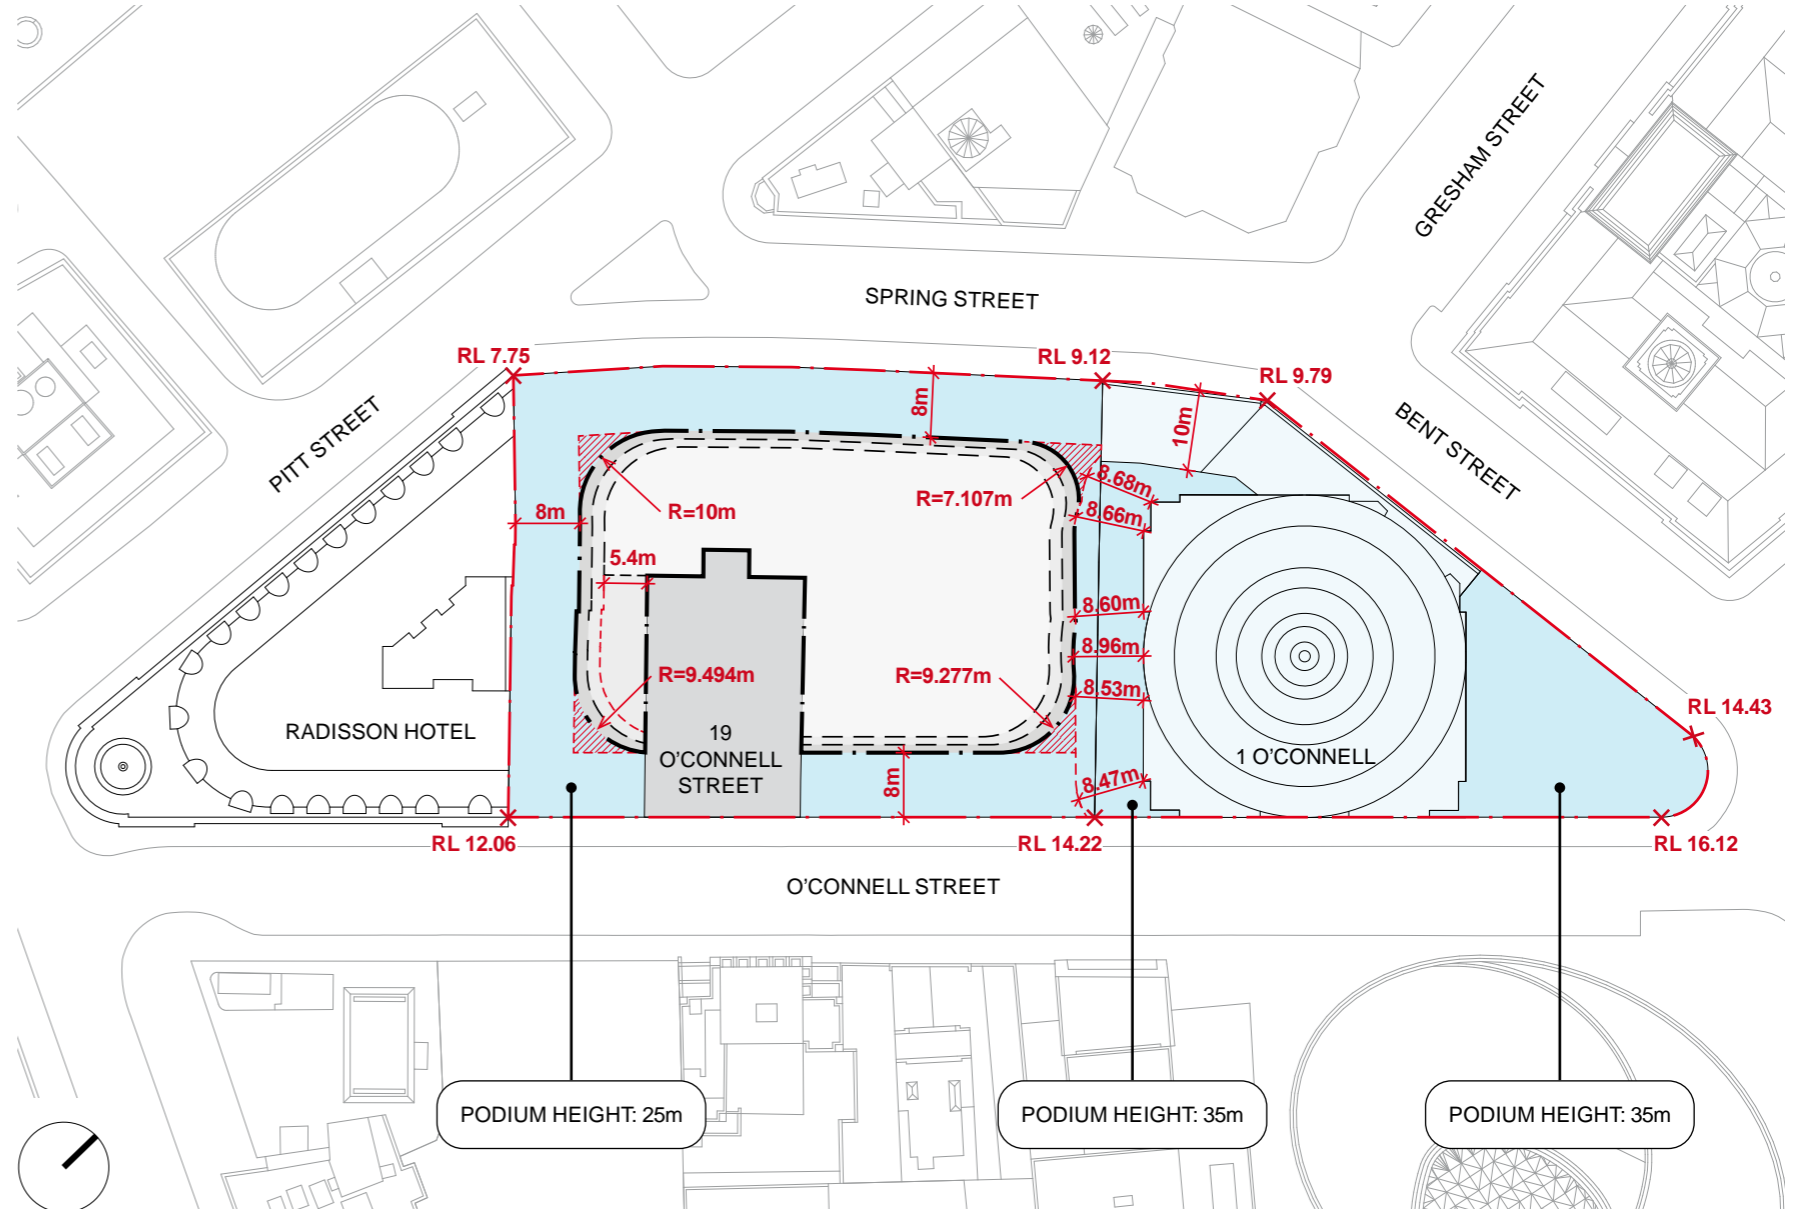 GRESHAM STREET
SPRING STREET
RL 7.75
RL 9.12
RL 9.79
PITT STREET
8m
10m
BENT STREET
8.68m
R=10m
R=7.107m
8m
8.66m
5.4m
8.60m
8.96m
R=9.494m
R=9.277m
8.53m
RL 14.43
RADISSON HOTEL
19
O'CONNELL
STREET
1 O'CONNELL
8m
8.47m
RL 12.06
RL 14.22
RL 16.12
O'CONNELL STREET
PODIUM HEIGHT: 25m
PODIUM HEIGHT: 35m
PODIUM HEIGHT: 35m